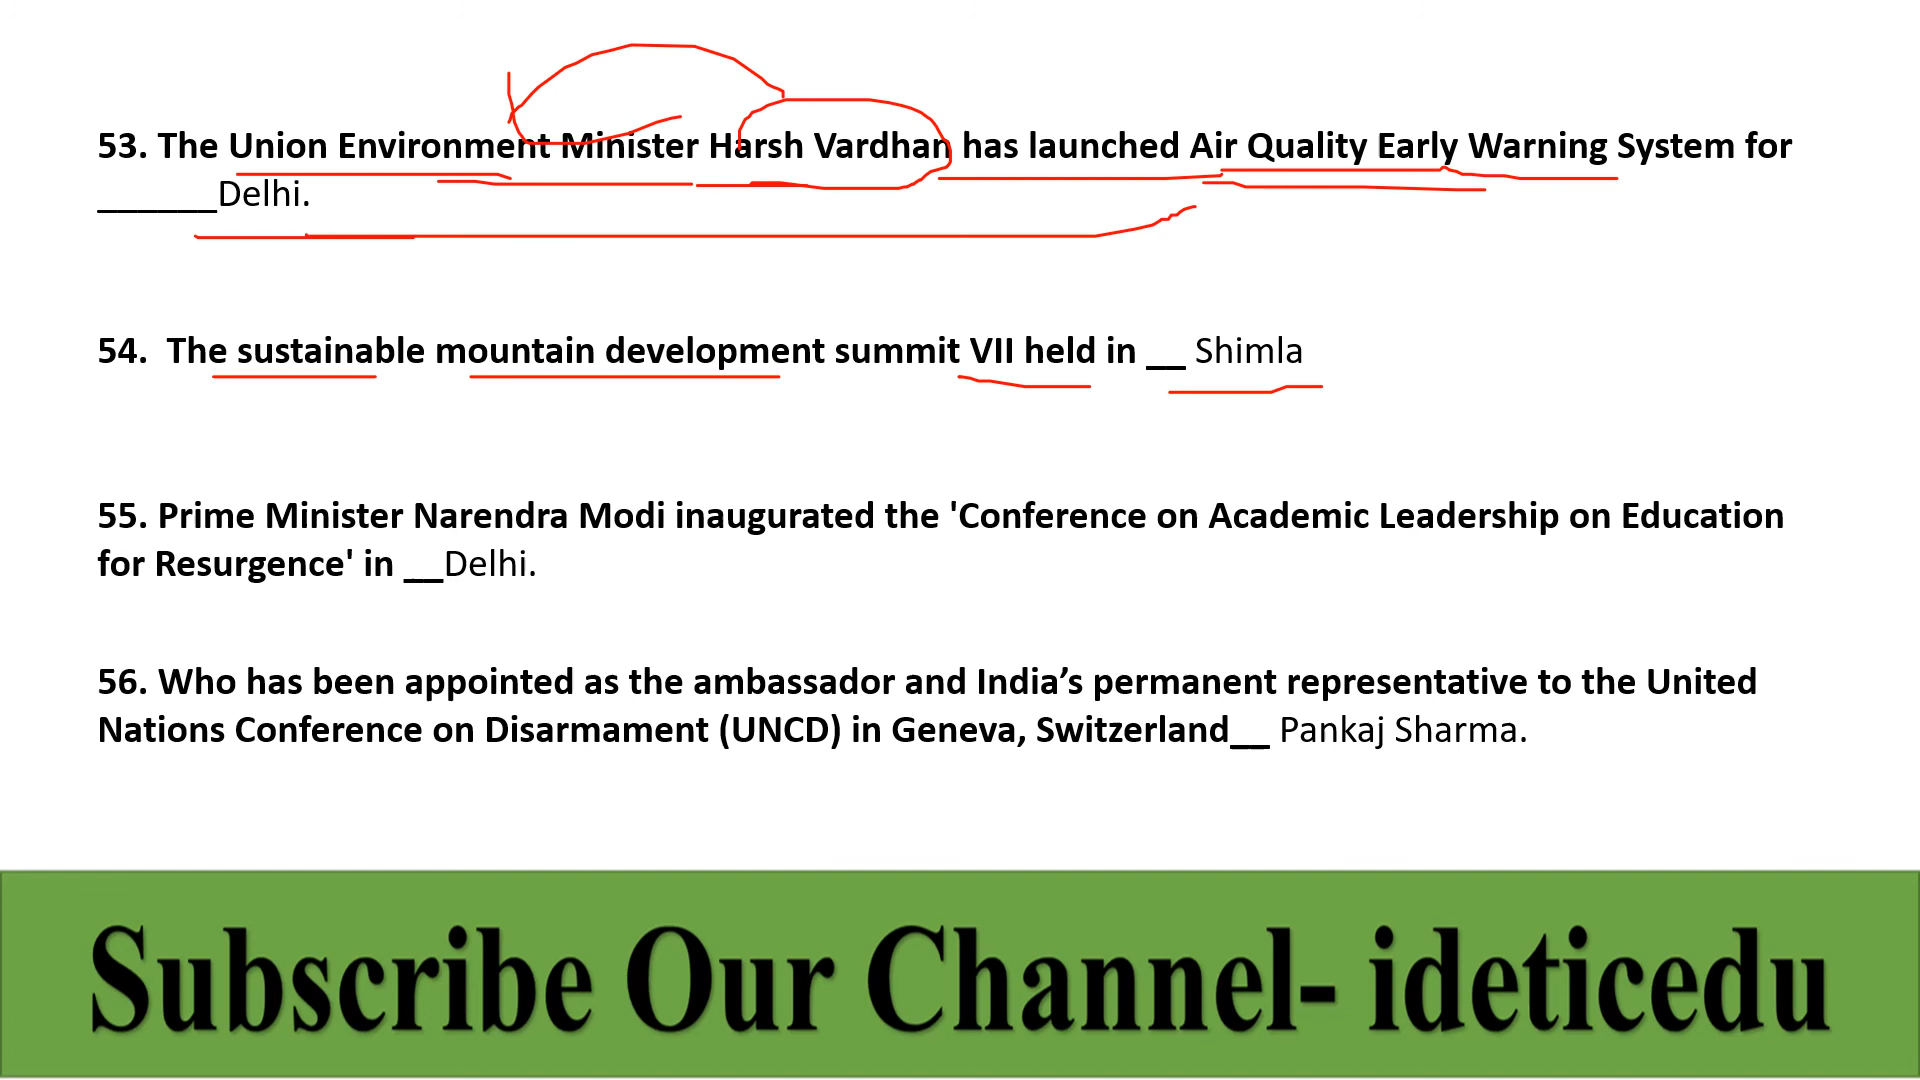 53. The Union Environment Minister Harsh Vardhan has launched Air Quality Early Warning System for
______Delhi.
54.  The sustainable mountain development summit VII held in __ Shimla
55. Prime Minister Narendra Modi inaugurated the 'Conference on Academic Leadership on Education
for Resurgence' in __Delhi.
56. Who has been appointed as the ambassador and India’s permanent representative to the United
Nations Conference on Disarmament (UNCD) in Geneva, Switzerland__ Pankaj Sharma.
Subscribe Our Channel- ideticedu